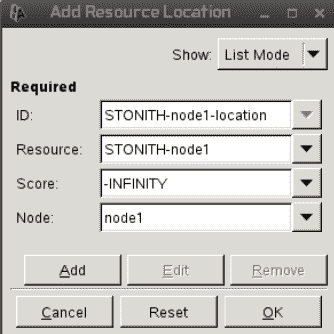 Add Resource Location
Show: List Mode
Required
ID: STONITH-node1-location
Resource: STONITH-node1
Score: -INFINITY
Node: node1
Add Edit Remove
Cancel Reset OK